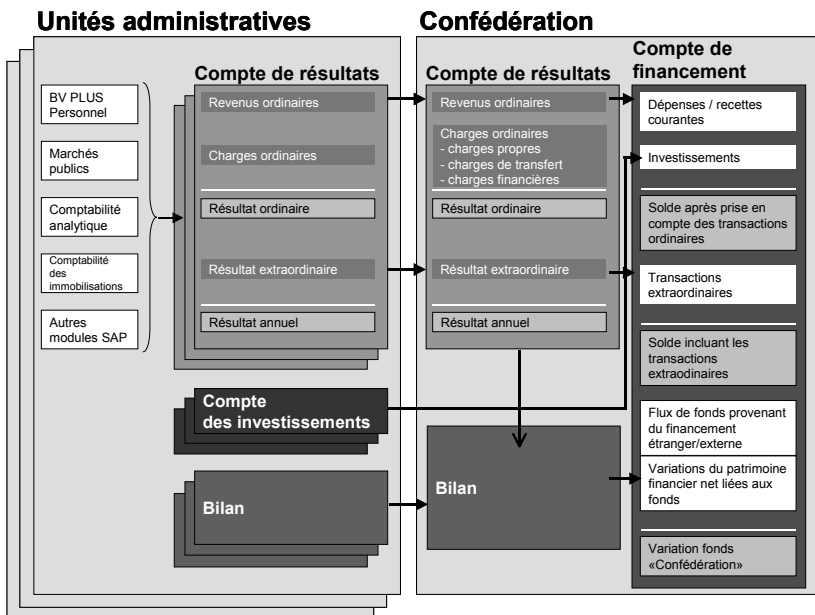 Unités administratives
BV PLUS
Personnel
Marchés
publics
Comptabilité
analytique
Comptabilité
des
immobilisations
Autres
modules SAP
Compte de résultats
Revenus ordinaires
Charges ordinaires
Résultat ordinaire
Résultat extraordinaire
Résultat annuel
Compte
des investissements
Bilan
Confédération
Compte de résultats
Revenus ordinaires
Charges ordinaires
- charges propres
- charges de transfert
- charges financières
Résultat ordinaire
Résultat extraordinaire
Résultat annuel
Bilan
Compte de
financement
Dépenses / recettes
courantes
Investissements
Solde après prise en
compte des transactions
ordinaires
Transactions
extraordinaires
Solde incluant les
transactions
extraodinaires
Flux de fonds provenant
du financement
étranger/externe
Variations du patrimoine
financier net liées aux
fonds
Variation fonds
«Confédération»